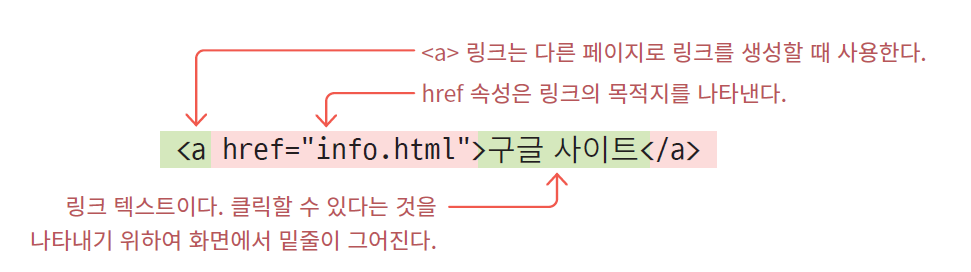 <a> 링크는 다른 페이지로 링크를 생성할 때 사용한다.
href 속성은 링크의 목적지를 나타낸다.
<a href="info.html">구글 사이트</a>
링크 텍스트이다. 클릭할 수 있다는 것을
나타내기 위하여 화면에서 밑줄이 그어진다.